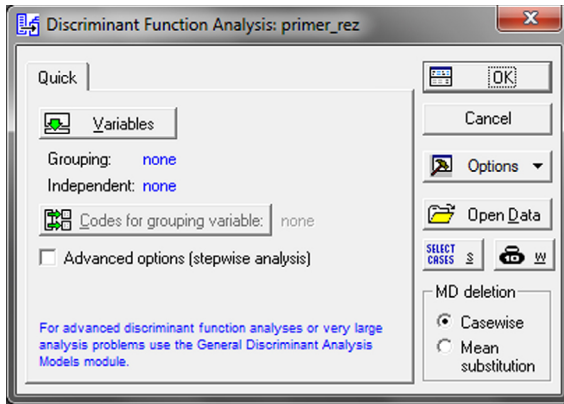 Discriminant Function Analysis: primer_rez
Quick
Variables
Grouping: none
Independent: none
Codes for grouping variable: none
Advanced options (stepwise analysis)
For advanced discriminant function analyses or very large
analysis problems use the General Discriminant Analysis
Models module.
OK
Cancel
Options
Open Data
SELECT
CASES S
W
MD deletion
Casewise
Mean
substitution